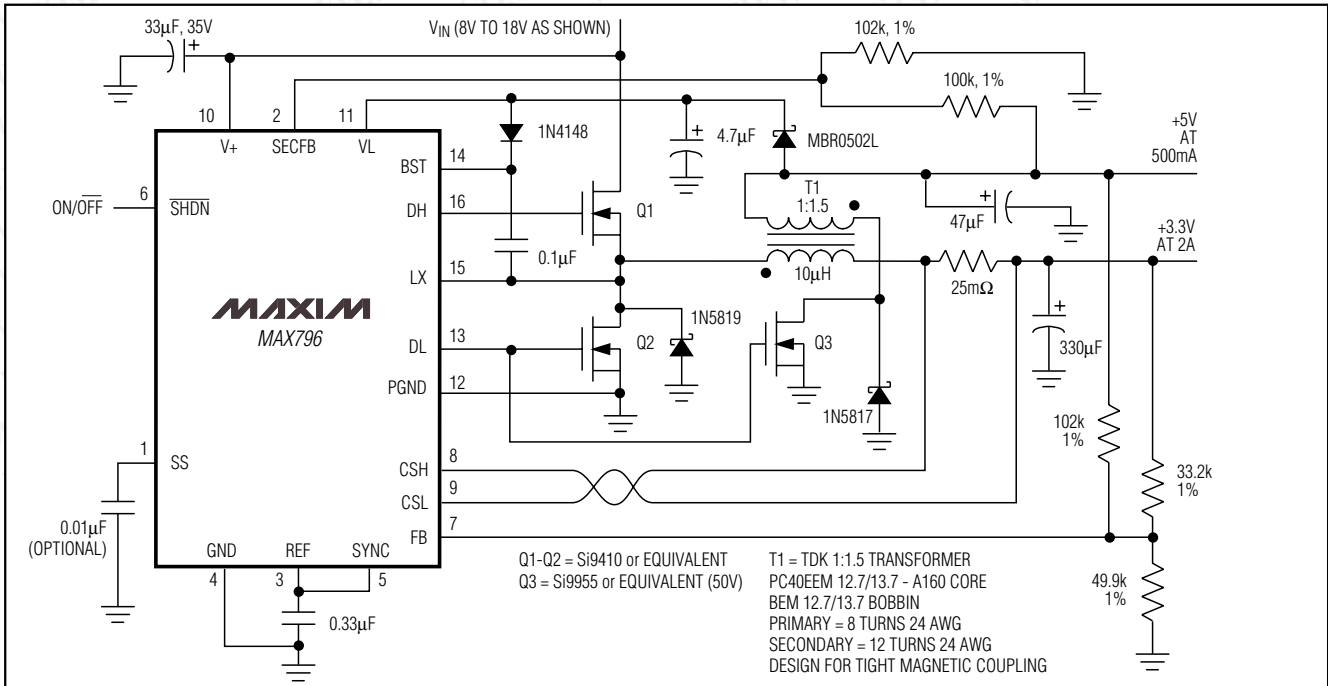 33µF, 35V
+
V_IN (8V TO 18V AS SHOWN)
102k, 1%
100k, 1%
10
2
11
V+
SECFB
VL
1N4148
+
4.7µF
MBR0502L
+5V
AT
500mA
BST
14
6
ON/O̅F̅F̅
S̅H̅D̅N̅
DH
16
Q1
T1
1:1.5
+
47µF
+3.3V
AT 2A
0.1µF
LX
15
10µH
25mΩ
MAXIM
MAX796
1N5819
+
330µF
DL
13
Q2
Q3
PGND
12
1N5817
102k
1%
1
SS
CSH
8
33.2k
1%
CSL
9
0.01µF
(OPTIONAL)
FB
7
GND
REF
SYNC
4
3
5
0.33µF
Q1-Q2 = Si9410 or EQUIVALENT
Q3 = Si9955 or EQUIVALENT (50V)
T1 = TDK 1:1.5 TRANSFORMER
PC40EEM 12.7/13.7 - A160 CORE
BEM 12.7/13.7 BOBBIN
PRIMARY = 8 TURNS 24 AWG
SECONDARY = 12 TURNS 24 AWG
DESIGN FOR TIGHT MAGNETIC COUPLING
49.9k
1%